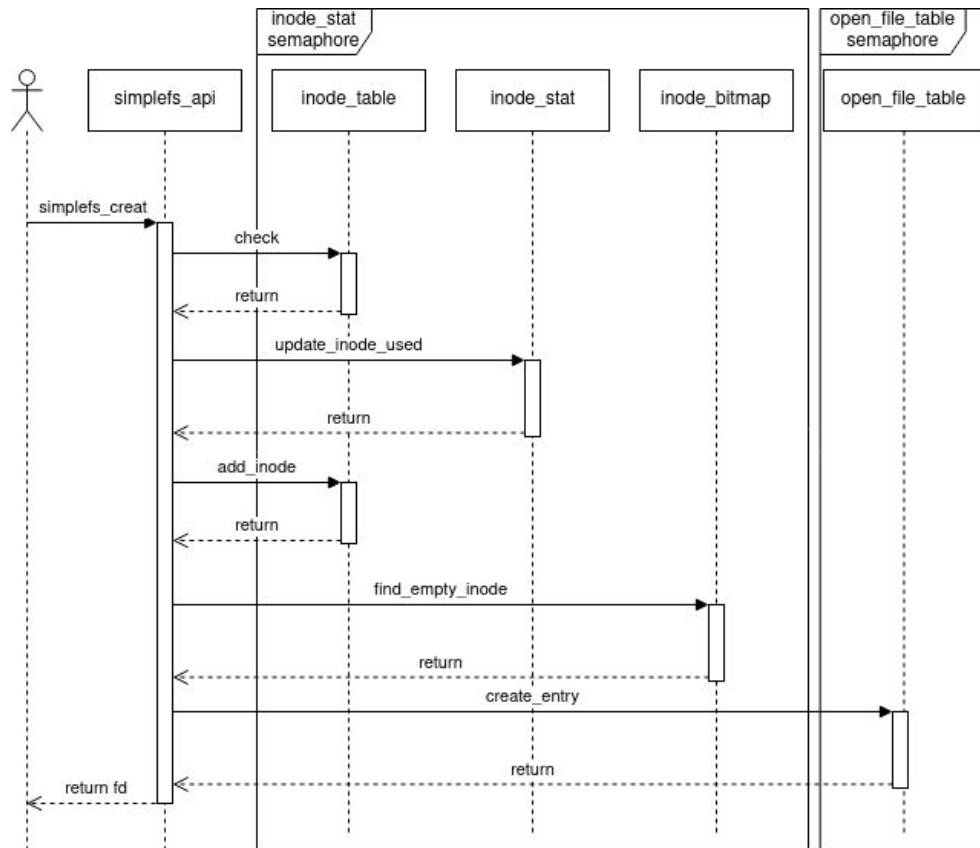 inode_stat
semaphore
open_file_table
semaphore
simplefs_api
inode_table
inode_stat
inode_bitmap
open_file_table
simplefs_creat
check
return
update_inode_used
return
add_inode
return
find_empty_inode
return
create_entry
return
return fd